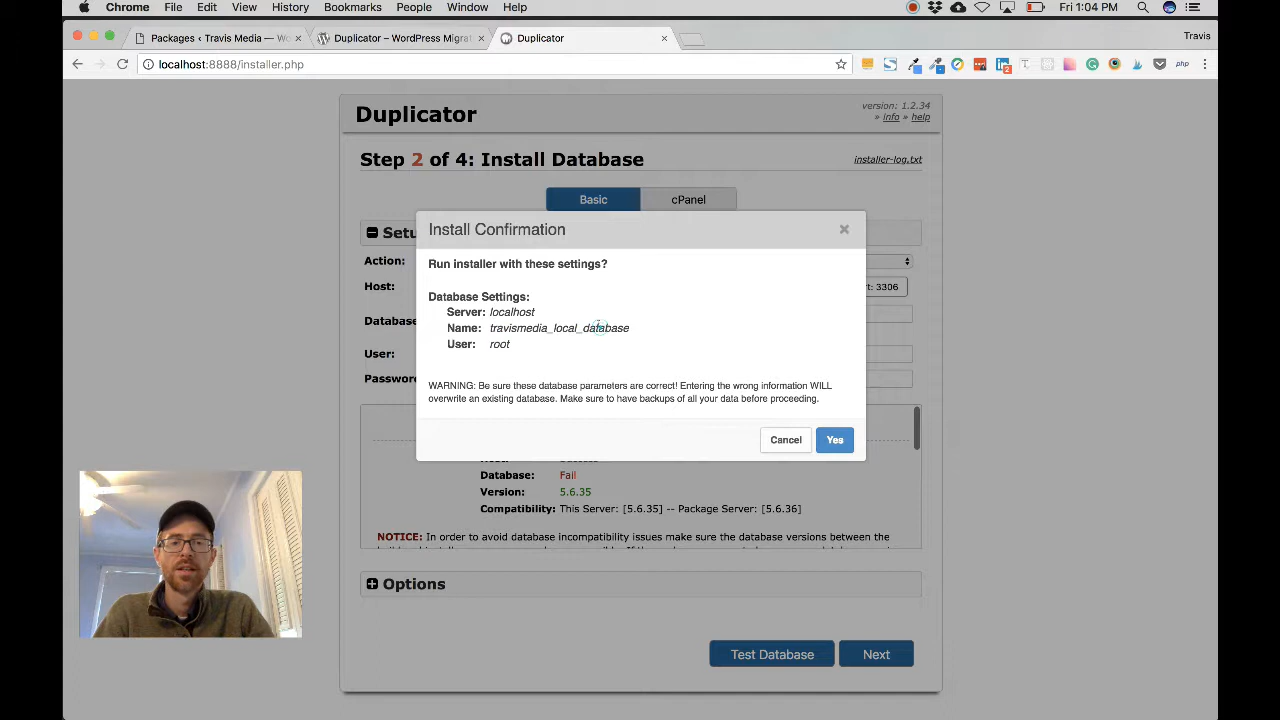 Chrome File Edit View History Bookmarks People Window Help Fri 1:04 PM
Packages ‹ Travis Media — Wo
Duplicator – WordPress Migrat
Duplicator
Travis
localhost:8888/installer.php
php
Duplicator
version: 1.2.34
» info » help
Step 2 of 4: Install Database
installer-log.txt
Basic
cPanel
Install Confirmation
Setu
Run installer with these settings?
Action:
Host:
t: 3306
Database Settings:
Server: localhost
Database
Name: travismedia_local_database
User: root
User:
Password
WARNING: Be sure these database parameters are correct! Entering the wrong information WILL
overwrite an existing database. Make sure to have backups of all your data before proceeding.
Cancel
Yes
Database: Fail
Version: 5.6.35
Compatibility: This Server: [5.6.35] -- Package Server: [5.6.36]
NOTICE: In order to avoid database incompatibility issues make sure the database versions between the
Options
Test Database
Next